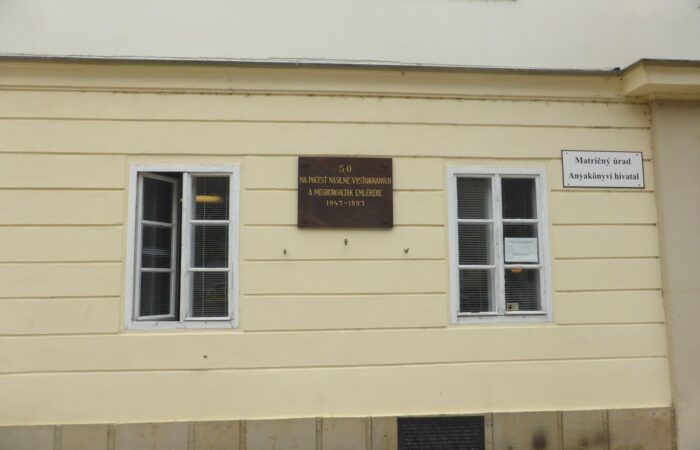 50
NA POČESŤ NÁSILNE VYSŤAHOVANÝCH
A MEGHURCOLTAK EMLÉKÉRE
1947-1997
Matričný úrad
Anyakönyvi hivatal